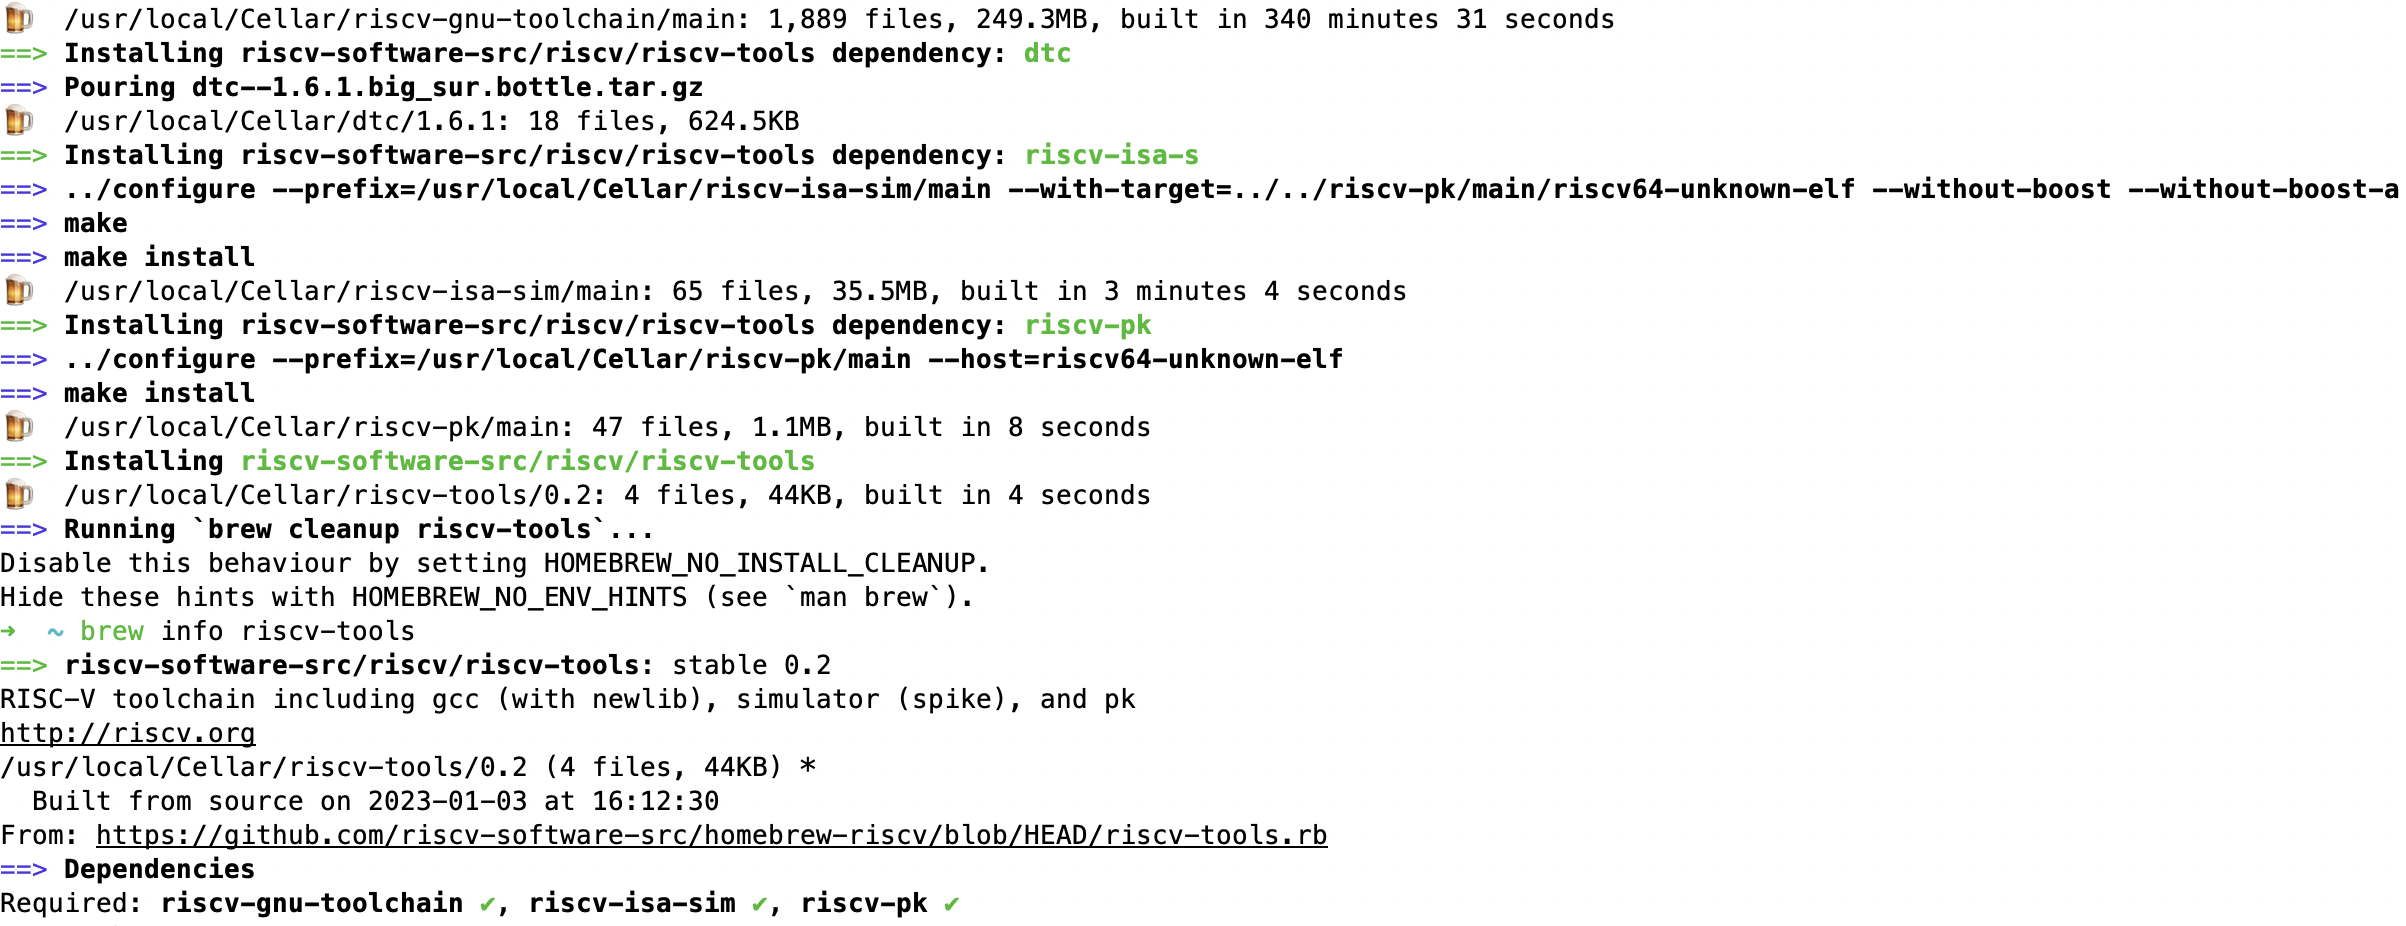 🍺  /usr/local/Cellar/riscv-gnu-toolchain/main: 1,889 files, 249.3MB, built in 340 minutes 31 seconds
==> Installing riscv-software-src/riscv/riscv-tools dependency: dtc
==> Pouring dtc--1.6.1.big_sur.bottle.tar.gz
🍺  /usr/local/Cellar/dtc/1.6.1: 18 files, 624.5KB
==> Installing riscv-software-src/riscv/riscv-tools dependency: riscv-isa-s
==> ../configure --prefix=/usr/local/Cellar/riscv-isa-sim/main --with-target=../../riscv-pk/main/riscv64-unknown-elf --without-boost --without-boost-a
==> make
==> make install
🍺  /usr/local/Cellar/riscv-isa-sim/main: 65 files, 35.5MB, built in 3 minutes 4 seconds
==> Installing riscv-software-src/riscv/riscv-tools dependency: riscv-pk
==> ../configure --prefix=/usr/local/Cellar/riscv-pk/main --host=riscv64-unknown-elf
==> make install
🍺  /usr/local/Cellar/riscv-pk/main: 47 files, 1.1MB, built in 8 seconds
==> Installing riscv-software-src/riscv/riscv-tools
🍺  /usr/local/Cellar/riscv-tools/0.2: 4 files, 44KB, built in 4 seconds
==> Running `brew cleanup riscv-tools`...
Disable this behaviour by setting HOMEBREW_NO_INSTALL_CLEANUP.
Hide these hints with HOMEBREW_NO_ENV_HINTS (see `man brew`).
➜  ~ brew info riscv-tools
==> riscv-software-src/riscv/riscv-tools: stable 0.2
RISC-V toolchain including gcc (with newlib), simulator (spike), and pk
http://riscv.org
/usr/local/Cellar/riscv-tools/0.2 (4 files, 44KB) *
  Built from source on 2023-01-03 at 16:12:30
From: https://github.com/riscv-software-src/homebrew-riscv/blob/HEAD/riscv-tools.rb
==> Dependencies
Required: riscv-gnu-toolchain ✔, riscv-isa-sim ✔, riscv-pk ✔